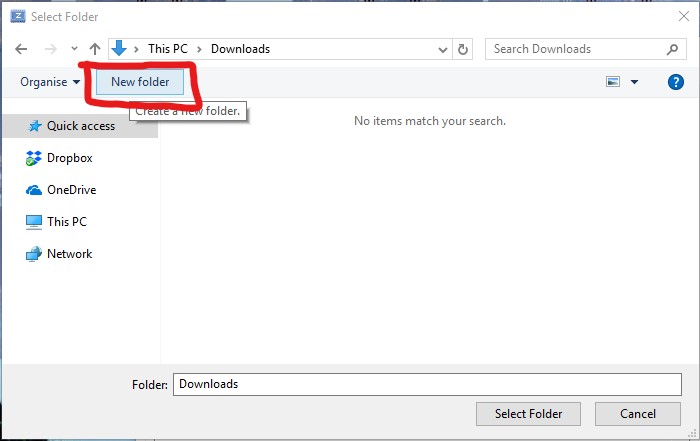 Select Folder
This PC > Downloads
Search Downloads
Organise
New folder
?
Create a new folder.
Quick access
No items match your search.
Dropbox
OneDrive
This PC
Network
Folder: Downloads
Select Folder
Cancel